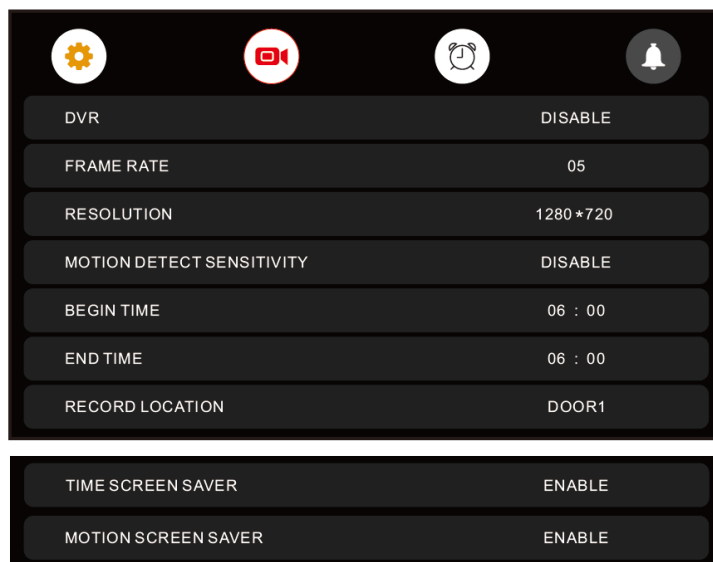 DVR DISABLE
FRAME RATE 05
RESOLUTION 1280*720
MOTION DETECT SENSITIVITY DISABLE
BEGIN TIME 06 : 00
END TIME 06 : 00
RECORD LOCATION DOOR1
TIME SCREEN SAVER ENABLE
MOTION SCREEN SAVER ENABLE